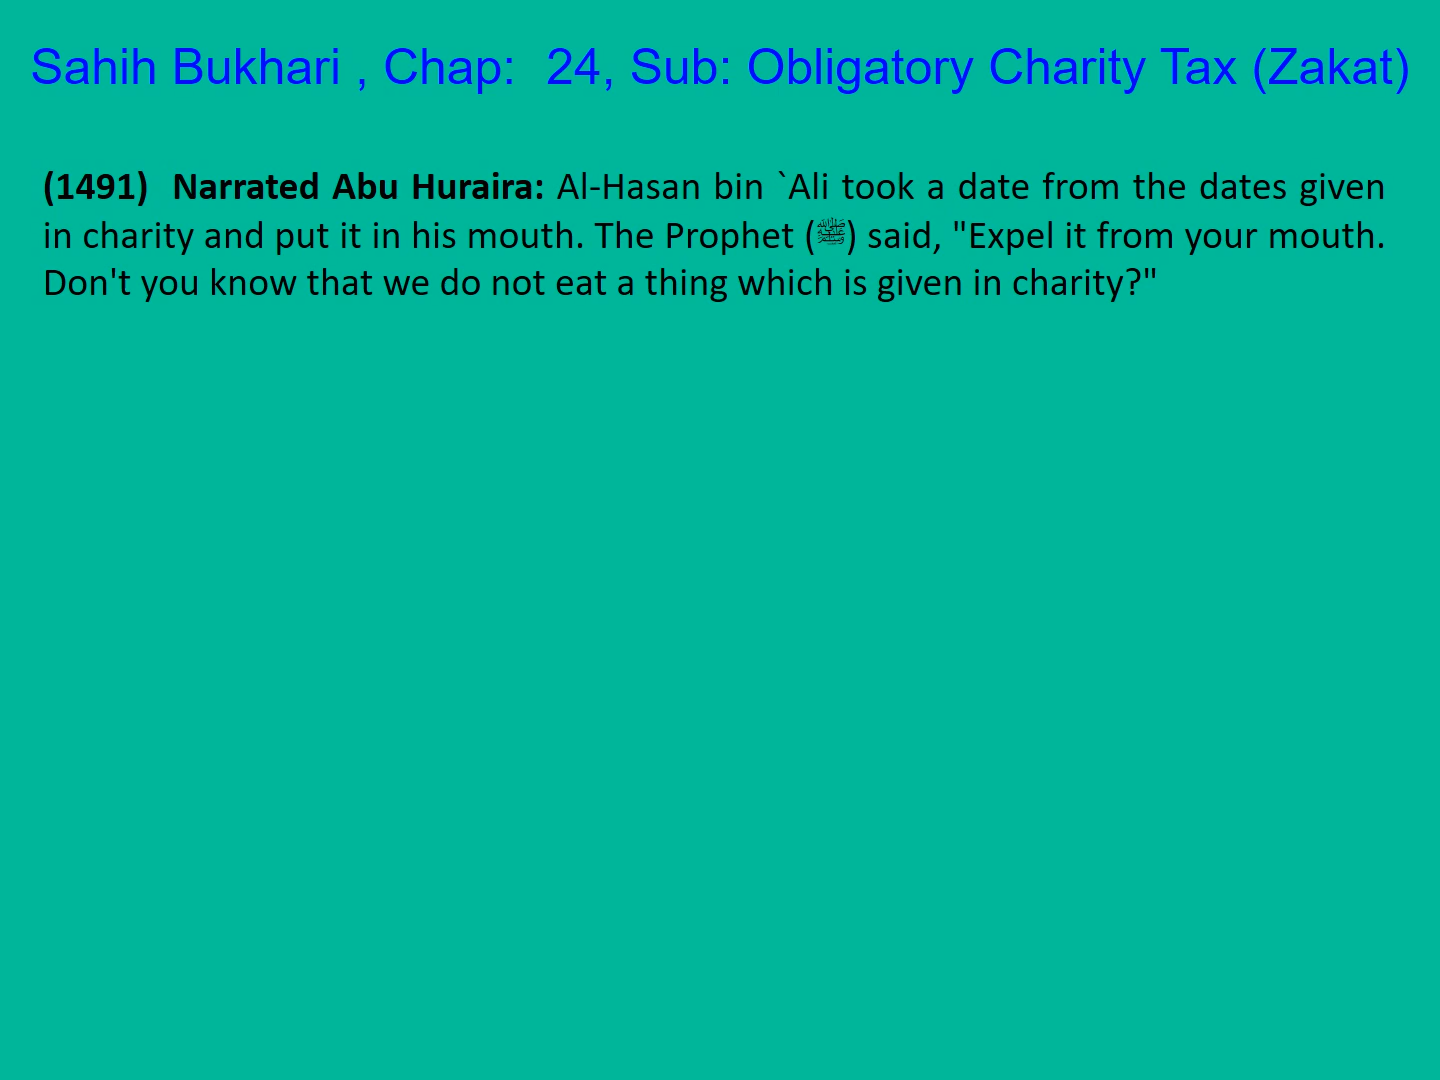 Sahih Bukhari , Chap:  24, Sub: Obligatory Charity Tax (Zakat)
(1491)  Narrated Abu Huraira: Al-Hasan bin `Ali took a date from the dates given
in charity and put it in his mouth. The Prophet (ﷺ) said, "Expel it from your mouth.
Don't you know that we do not eat a thing which is given in charity?"